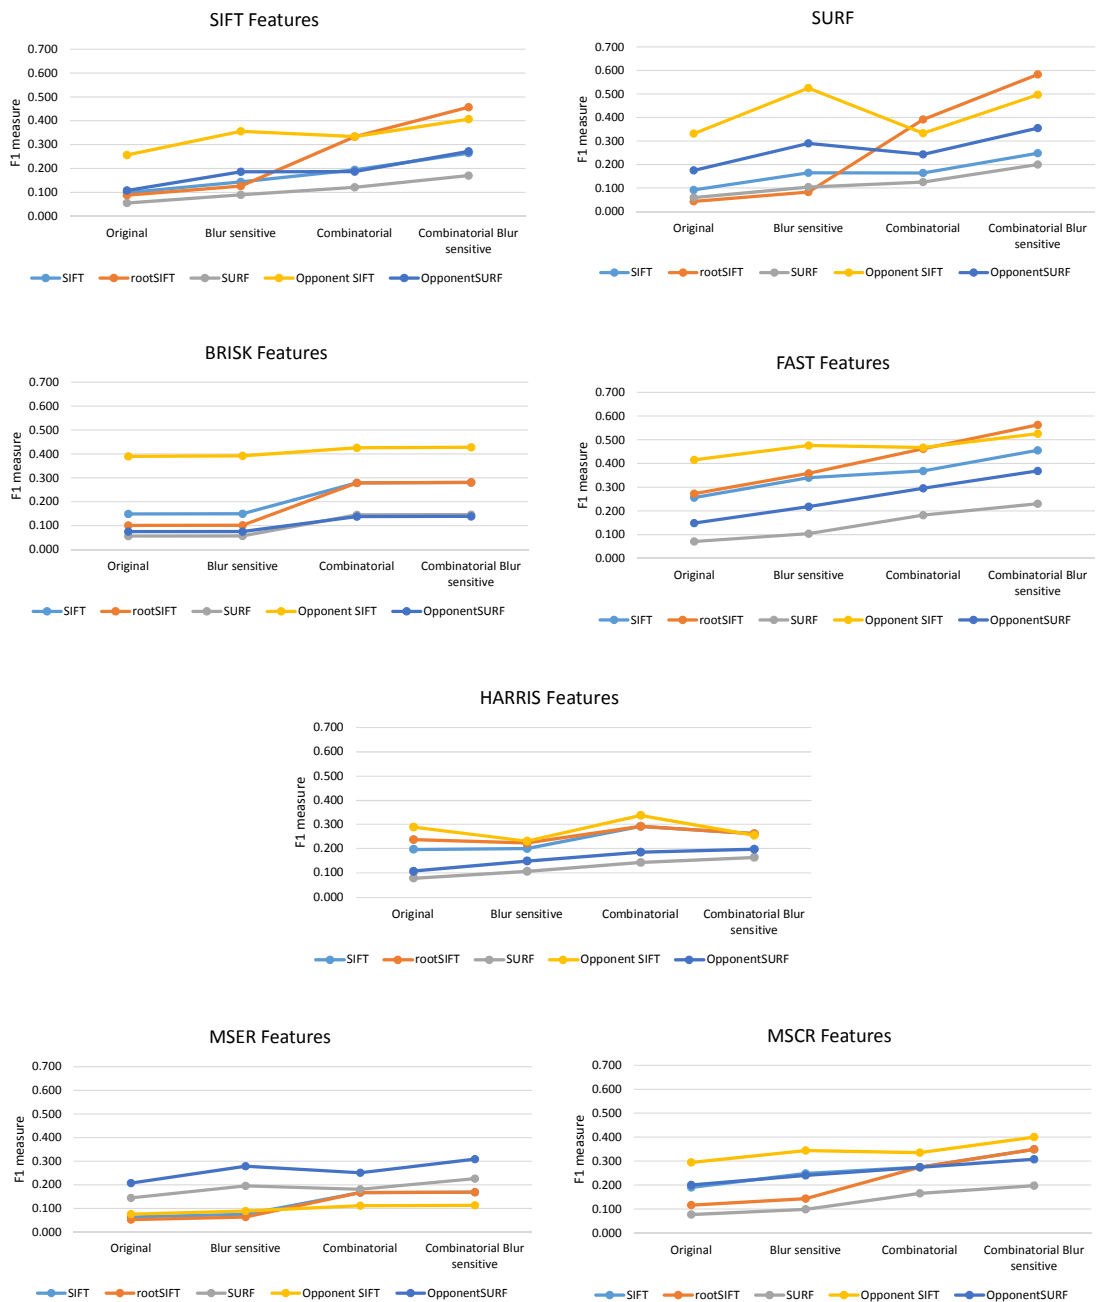 SIFT Features
0.700
0.600
0.500
0.400
0.300
0.200
0.100
0.000
F1 measure
Original Blur sensitive Combinatorial Combinatorial Blur
sensitive
SIFT rootSIFT SURF Opponent SIFT OpponentSURF
SURF
0.700
0.600
0.500
0.400
0.300
0.200
0.100
0.000
F1 measure
Original Blur sensitive Combinatorial Combinatorial Blur
sensitive
SIFT rootSIFT SURF Opponent SIFT OpponentSURF
BRISK Features
0.700
0.600
0.500
0.400
0.300
0.200
0.100
0.000
F1 measure
Original Blur sensitive Combinatorial Combinatorial Blur
sensitive
SIFT rootSIFT SURF Opponent SIFT OpponentSURF
FAST Features
0.700
0.600
0.500
0.400
0.300
0.200
0.100
0.000
F1 measure
Original Blur sensitive Combinatorial Combinatorial Blur
sensitive
SIFT rootSIFT SURF Opponent SIFT OpponentSURF
HARRIS Features
0.700
0.600
0.500
0.400
0.300
0.200
0.100
0.000
F1 measure
Original Blur sensitive Combinatorial Combinatorial Blur
sensitive
SIFT rootSIFT SURF Opponent SIFT OpponentSURF
MSER Features
0.700
0.600
0.500
0.400
0.300
0.200
0.100
0.000
F1 measure
Original Blur sensitive Combinatorial Combinatorial Blur
sensitive
SIFT rootSIFT SURF Opponent SIFT OpponentSURF
MSCR Features
0.700
0.600
0.500
0.400
0.300
0.200
0.100
0.000
F1 measure
Original Blur sensitive Combinatorial Combinatorial Blur
sensitive
SIFT rootSIFT SURF Opponent SIFT OpponentSURF